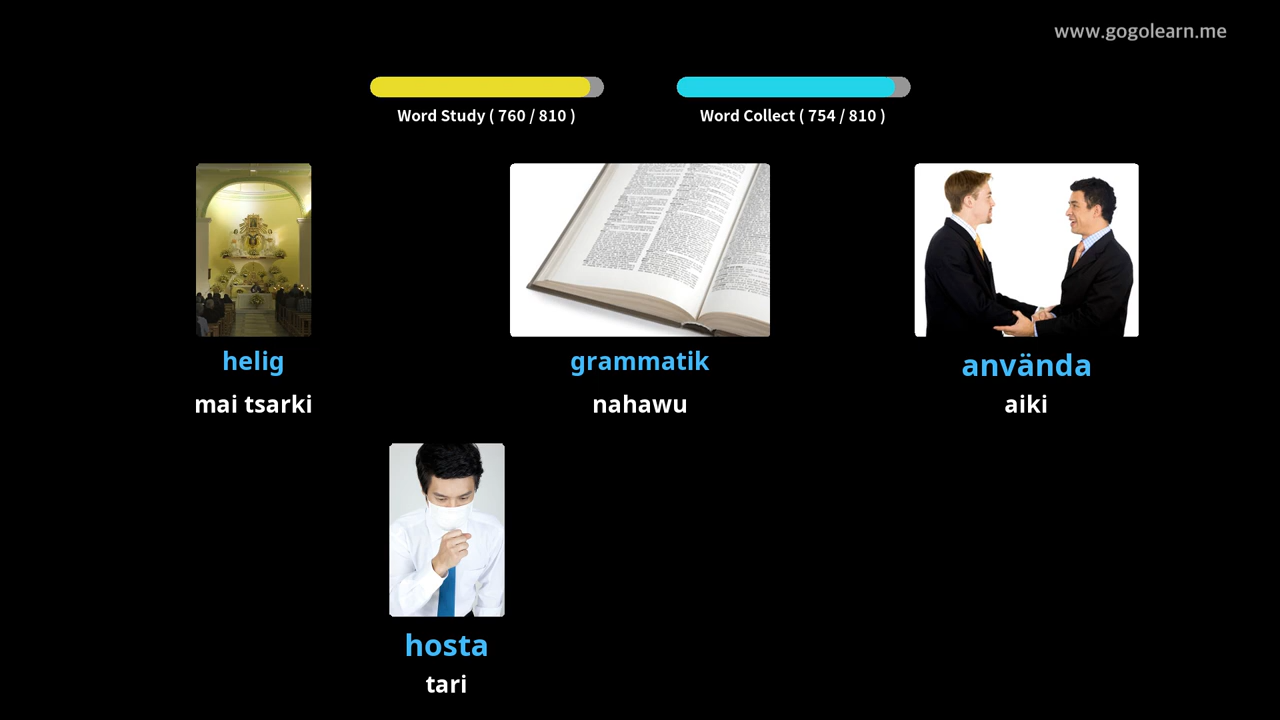 www.gogolearn.me
Word Study ( 760 / 810 )
Word Collect ( 754 / 810 )
helig
grammatik
använda
mai tsarki
nahawu
aiki
hosta
tari